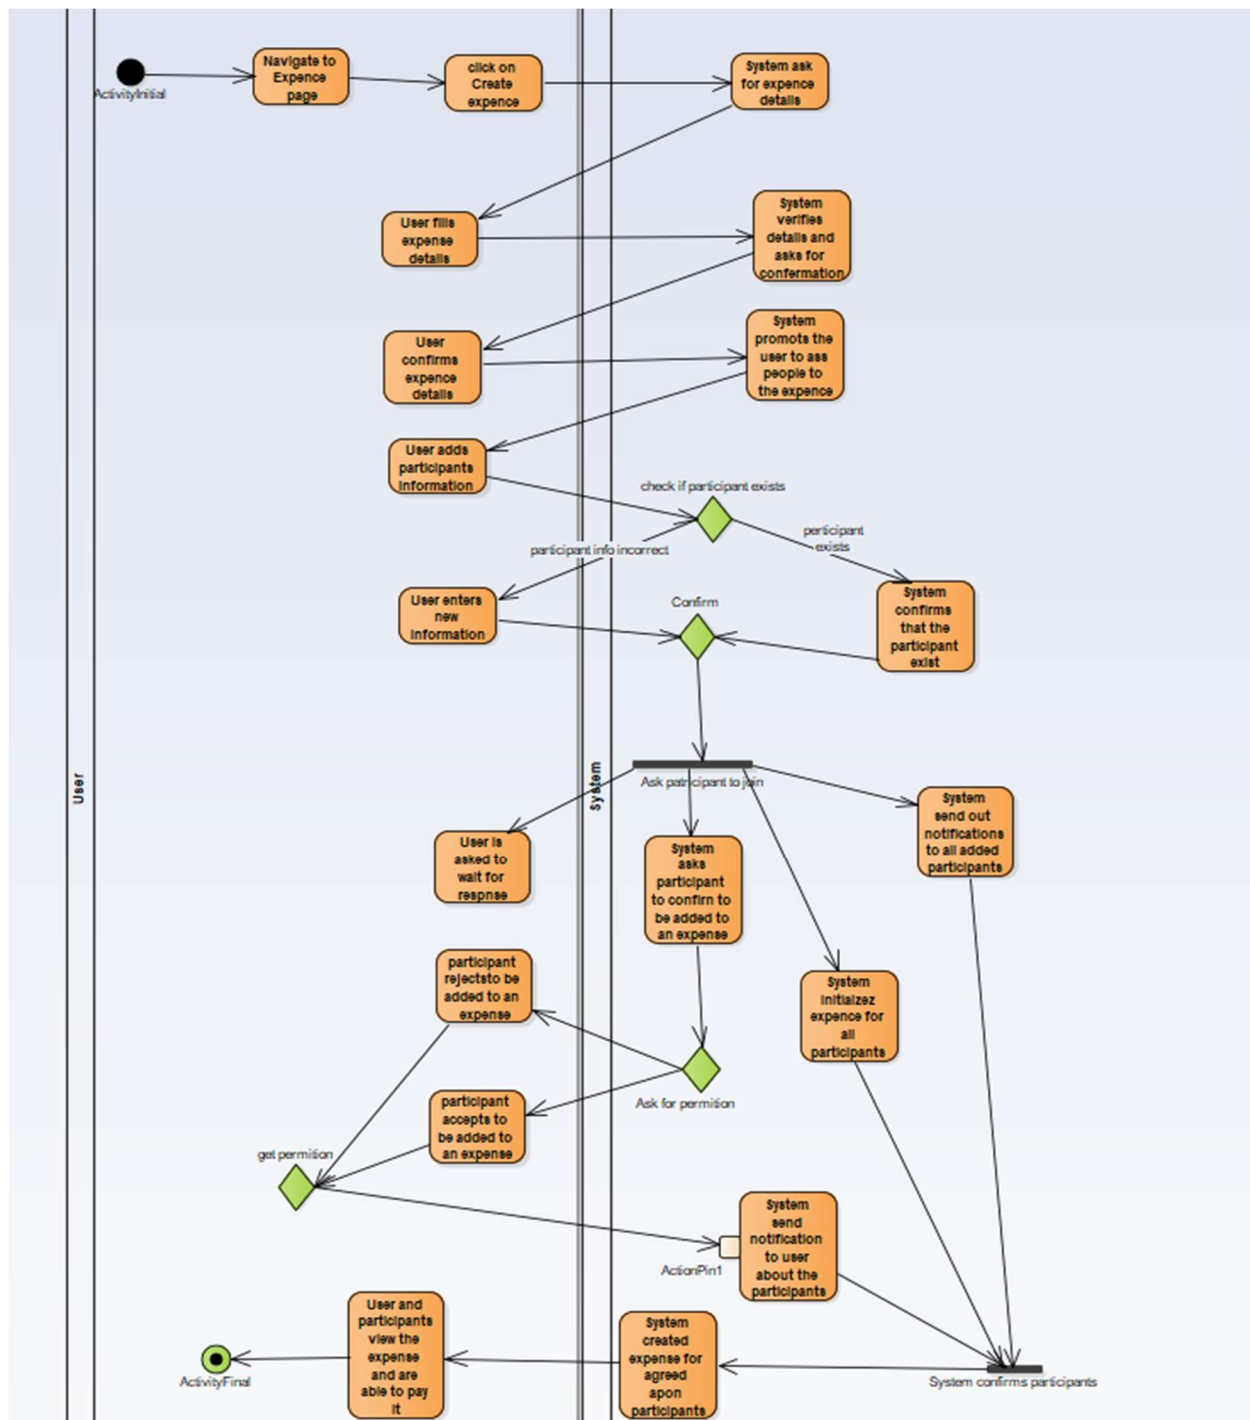 Navigate to
Expence
page
click on
Create
expence
System ask
for expence
details
ActivityInitial
User fills
expense
details
System
verifies
details and
asks for
confermation
User
confirms
expence
details
System
promots the
user to ass
people to
the expence
User adds
participants
information
check if participant exists
perticipant
exists
participant info incorrect
User enters
new
information
Confirm
System
confirms
that the
participant
exist
User
System
Ask patricipant to join
System
send out
notifications
to all added
participants
User is
asked to
wait for
respnse
System
asks
participant
to confirn to
be added to
an expense
participant
rejectsto be
added to an
expense
System
initialzez
expence for
all
participants
Ask for permition
participant
accepts to
be added to
an expense
get permition
System
send
notification
to user
about the
participants
ActionPin1
User and
participants
view the
expense
and are
able to pay
it
System
created
expense for
agreed
apon
participants
ActivityFinal
System confirms participants